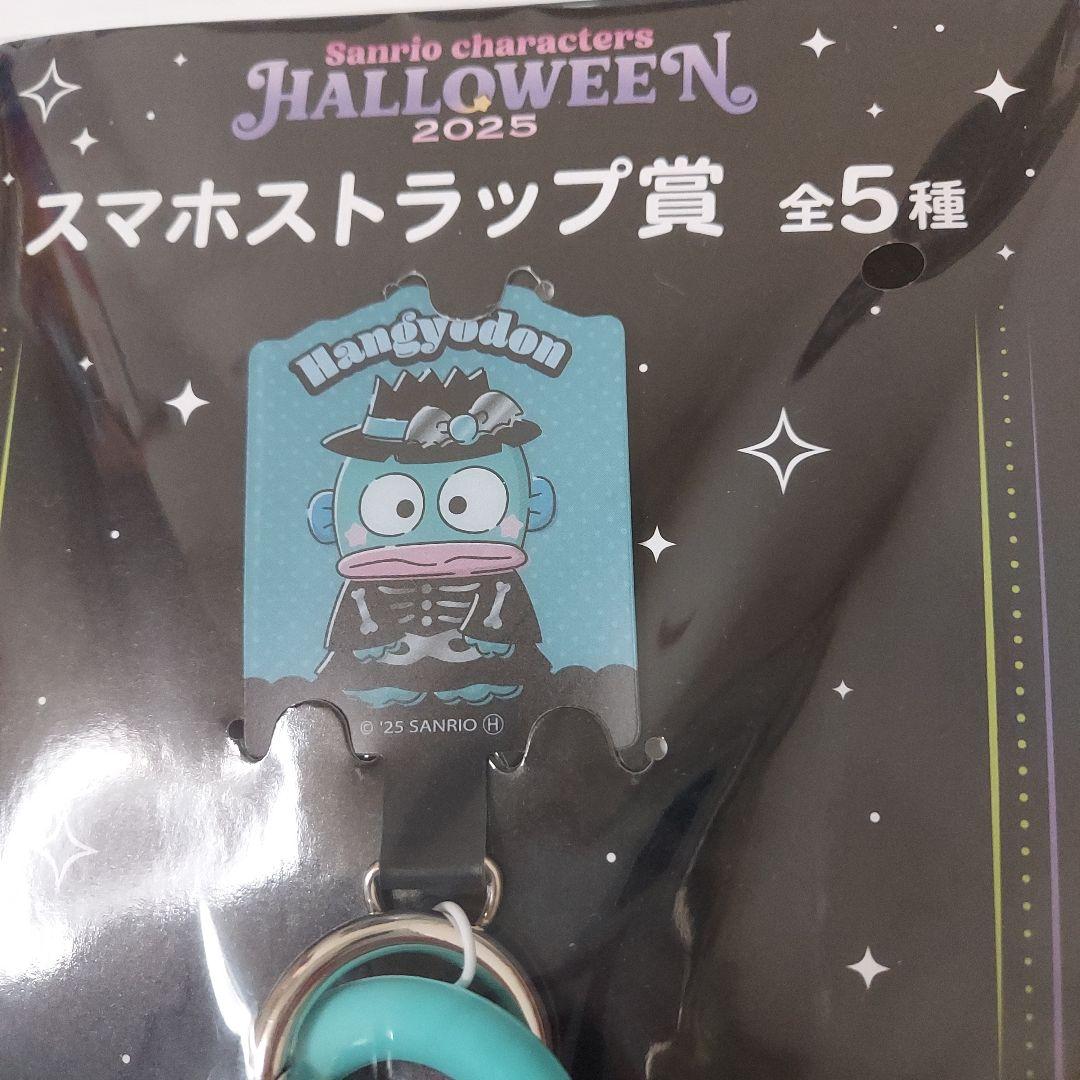 Sanrio characters
HALLOWEEN
2025
スマホストラップ賞 全5種
Hangyodon
© '25 SANRIO Ⓗ